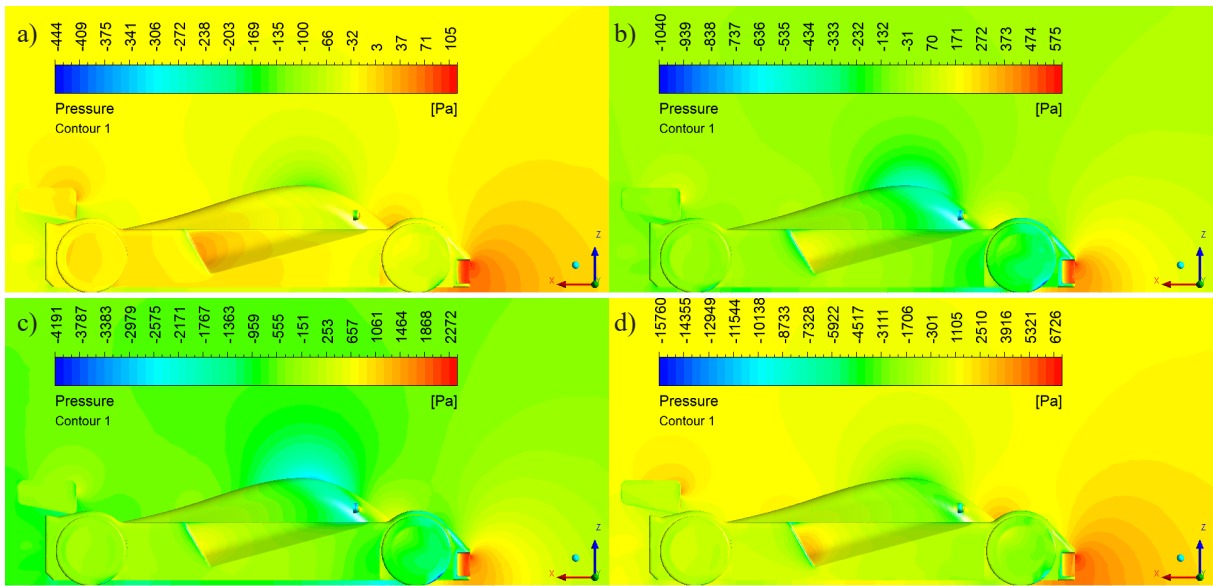 a)
-444 -409 -375 -341 -306 -272 -238 -203 -169 -135 -100 -66 -32 3 37 71 105
Pressure [Pa]
Contour 1
Z
X
b)
-1040 -939 -838 -737 -636 -535 -434 -333 -232 -132 -31 70 171 272 373 474 575
Pressure [Pa]
Contour 1
Z
X
c)
-4191 -3787 -3383 -2979 -2575 -2171 -1767 -1363 -959 -555 -151 253 657 1061 1464 1868 2272
Pressure [Pa]
Contour 1
Z
X
d)
-15760 -14355 -12949 -11544 -10138 -8733 -7328 -5922 -4517 -3111 -1706 -301 1105 2510 3916 5321 6726
Pressure [Pa]
Contour 1
Z
X